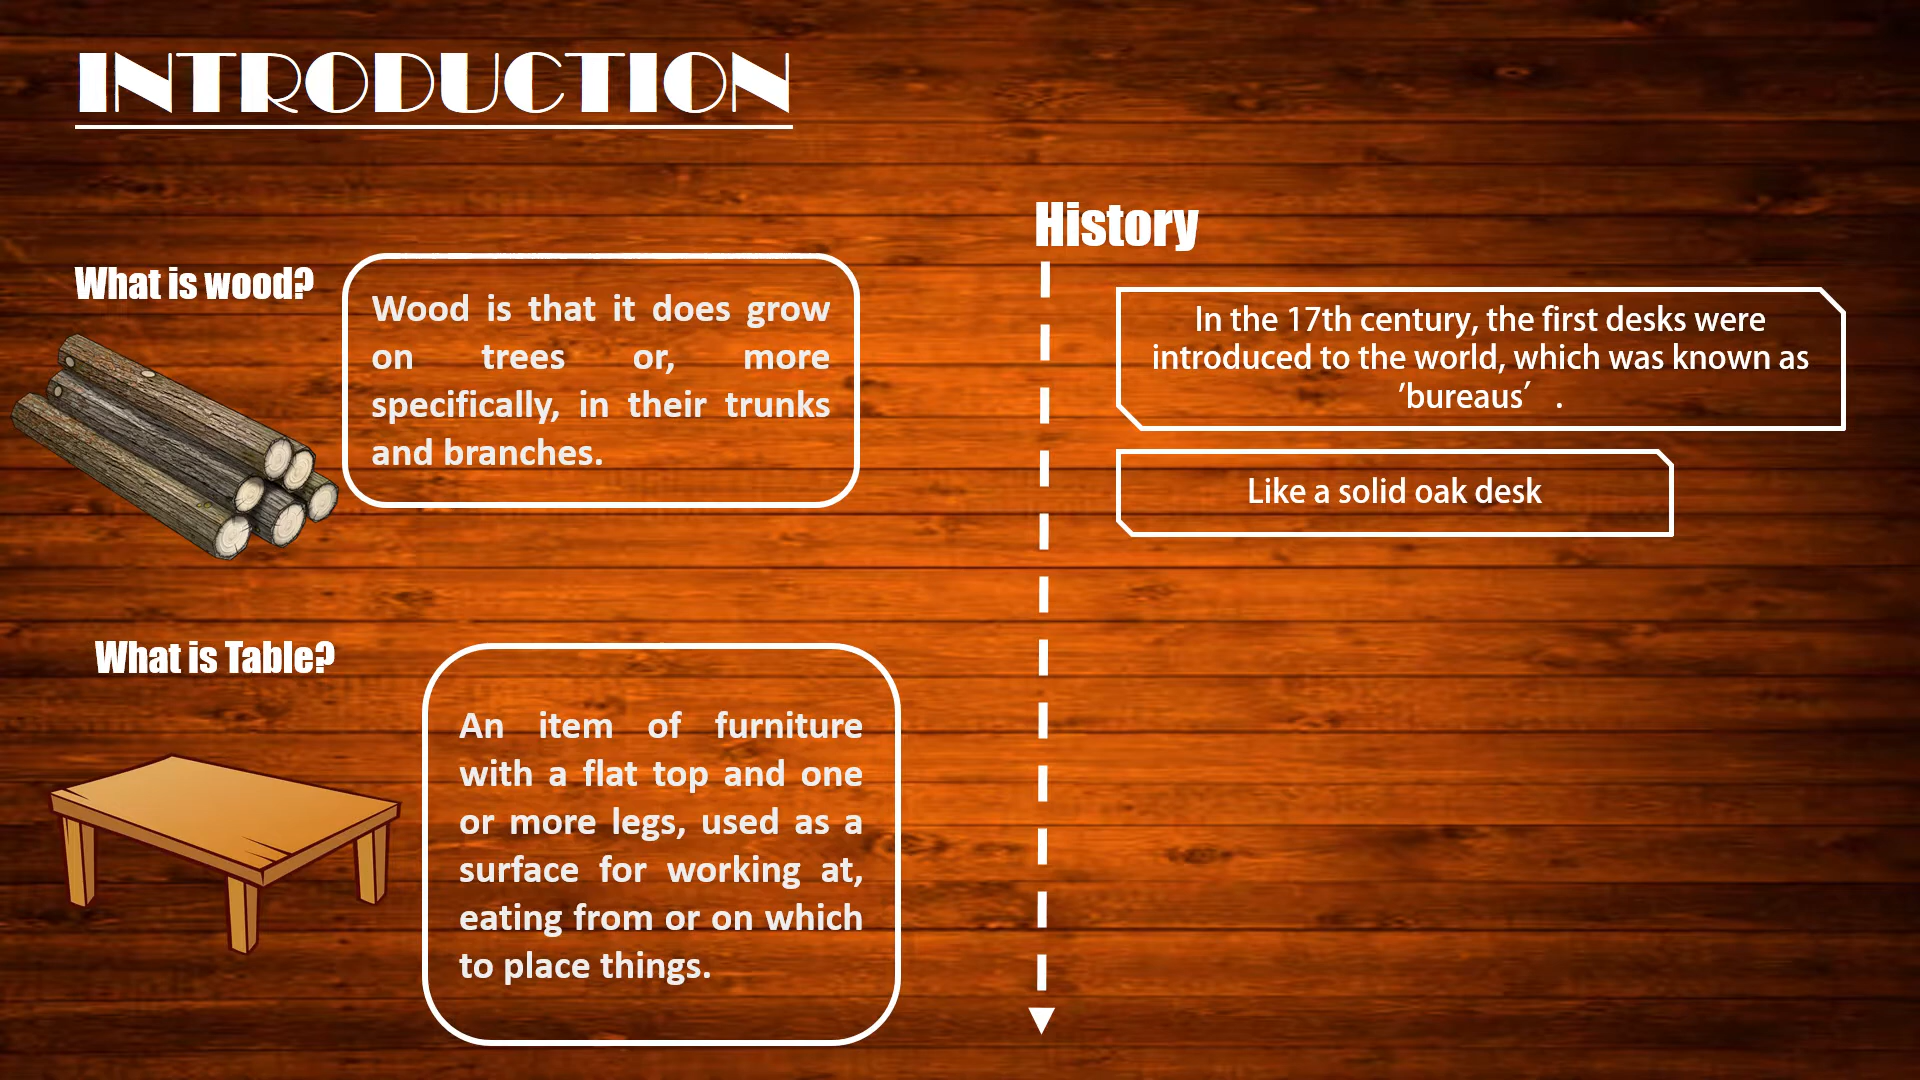 INTRODUCTION
What is wood?
Wood is that it does grow
on trees or, more
specifically, in their trunks
and branches.
What is Table?
An item of furniture
with a flat top and one
or more legs, used as a
surface for working at,
eating from or on which
to place things.
History
In the 17th century, the first desks were
introduced to the world, which was known as
‘bureaus’ .
Like a solid oak desk